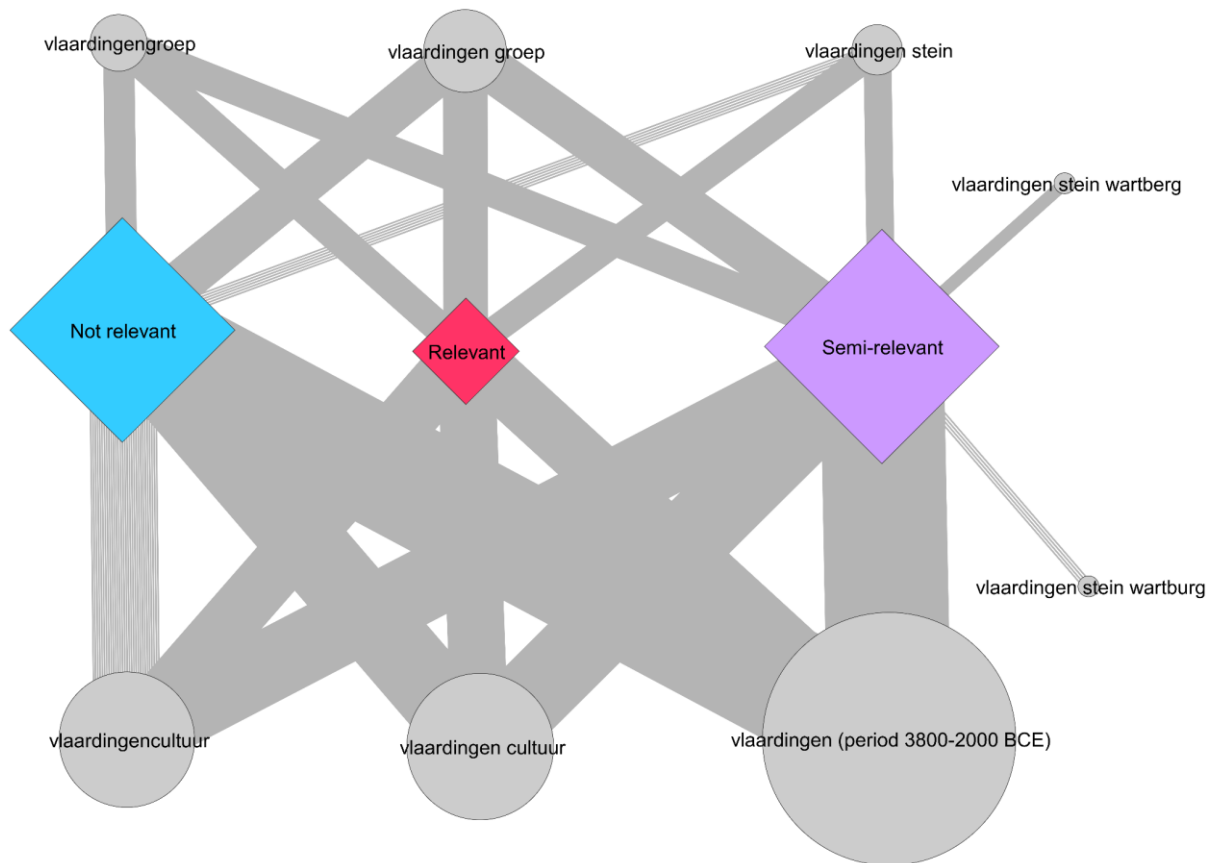 vlaardingengroep
vlaardingen groep
vlaardingen stein
vlaardingen stein wartberg
Not relevant
Relevant
Semi-relevant
vlaardingen stein wartburg
vlaardingencultuur
vlaardingen cultuur
vlaardingen (period 3800-2000 BCE)